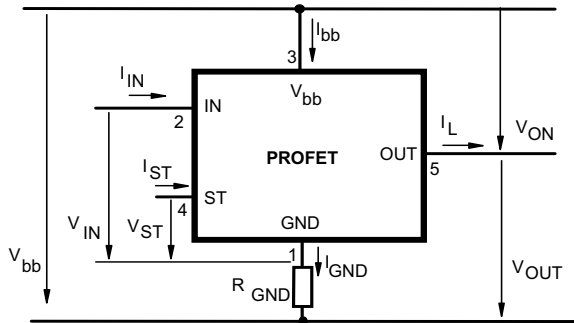 I bb
3
V bb
I IN
2
IN
I L
V ON
PROFET
OUT
5
I ST
4
ST
V IN
V ST
GND
V bb
1
I GND
R GND
V OUT